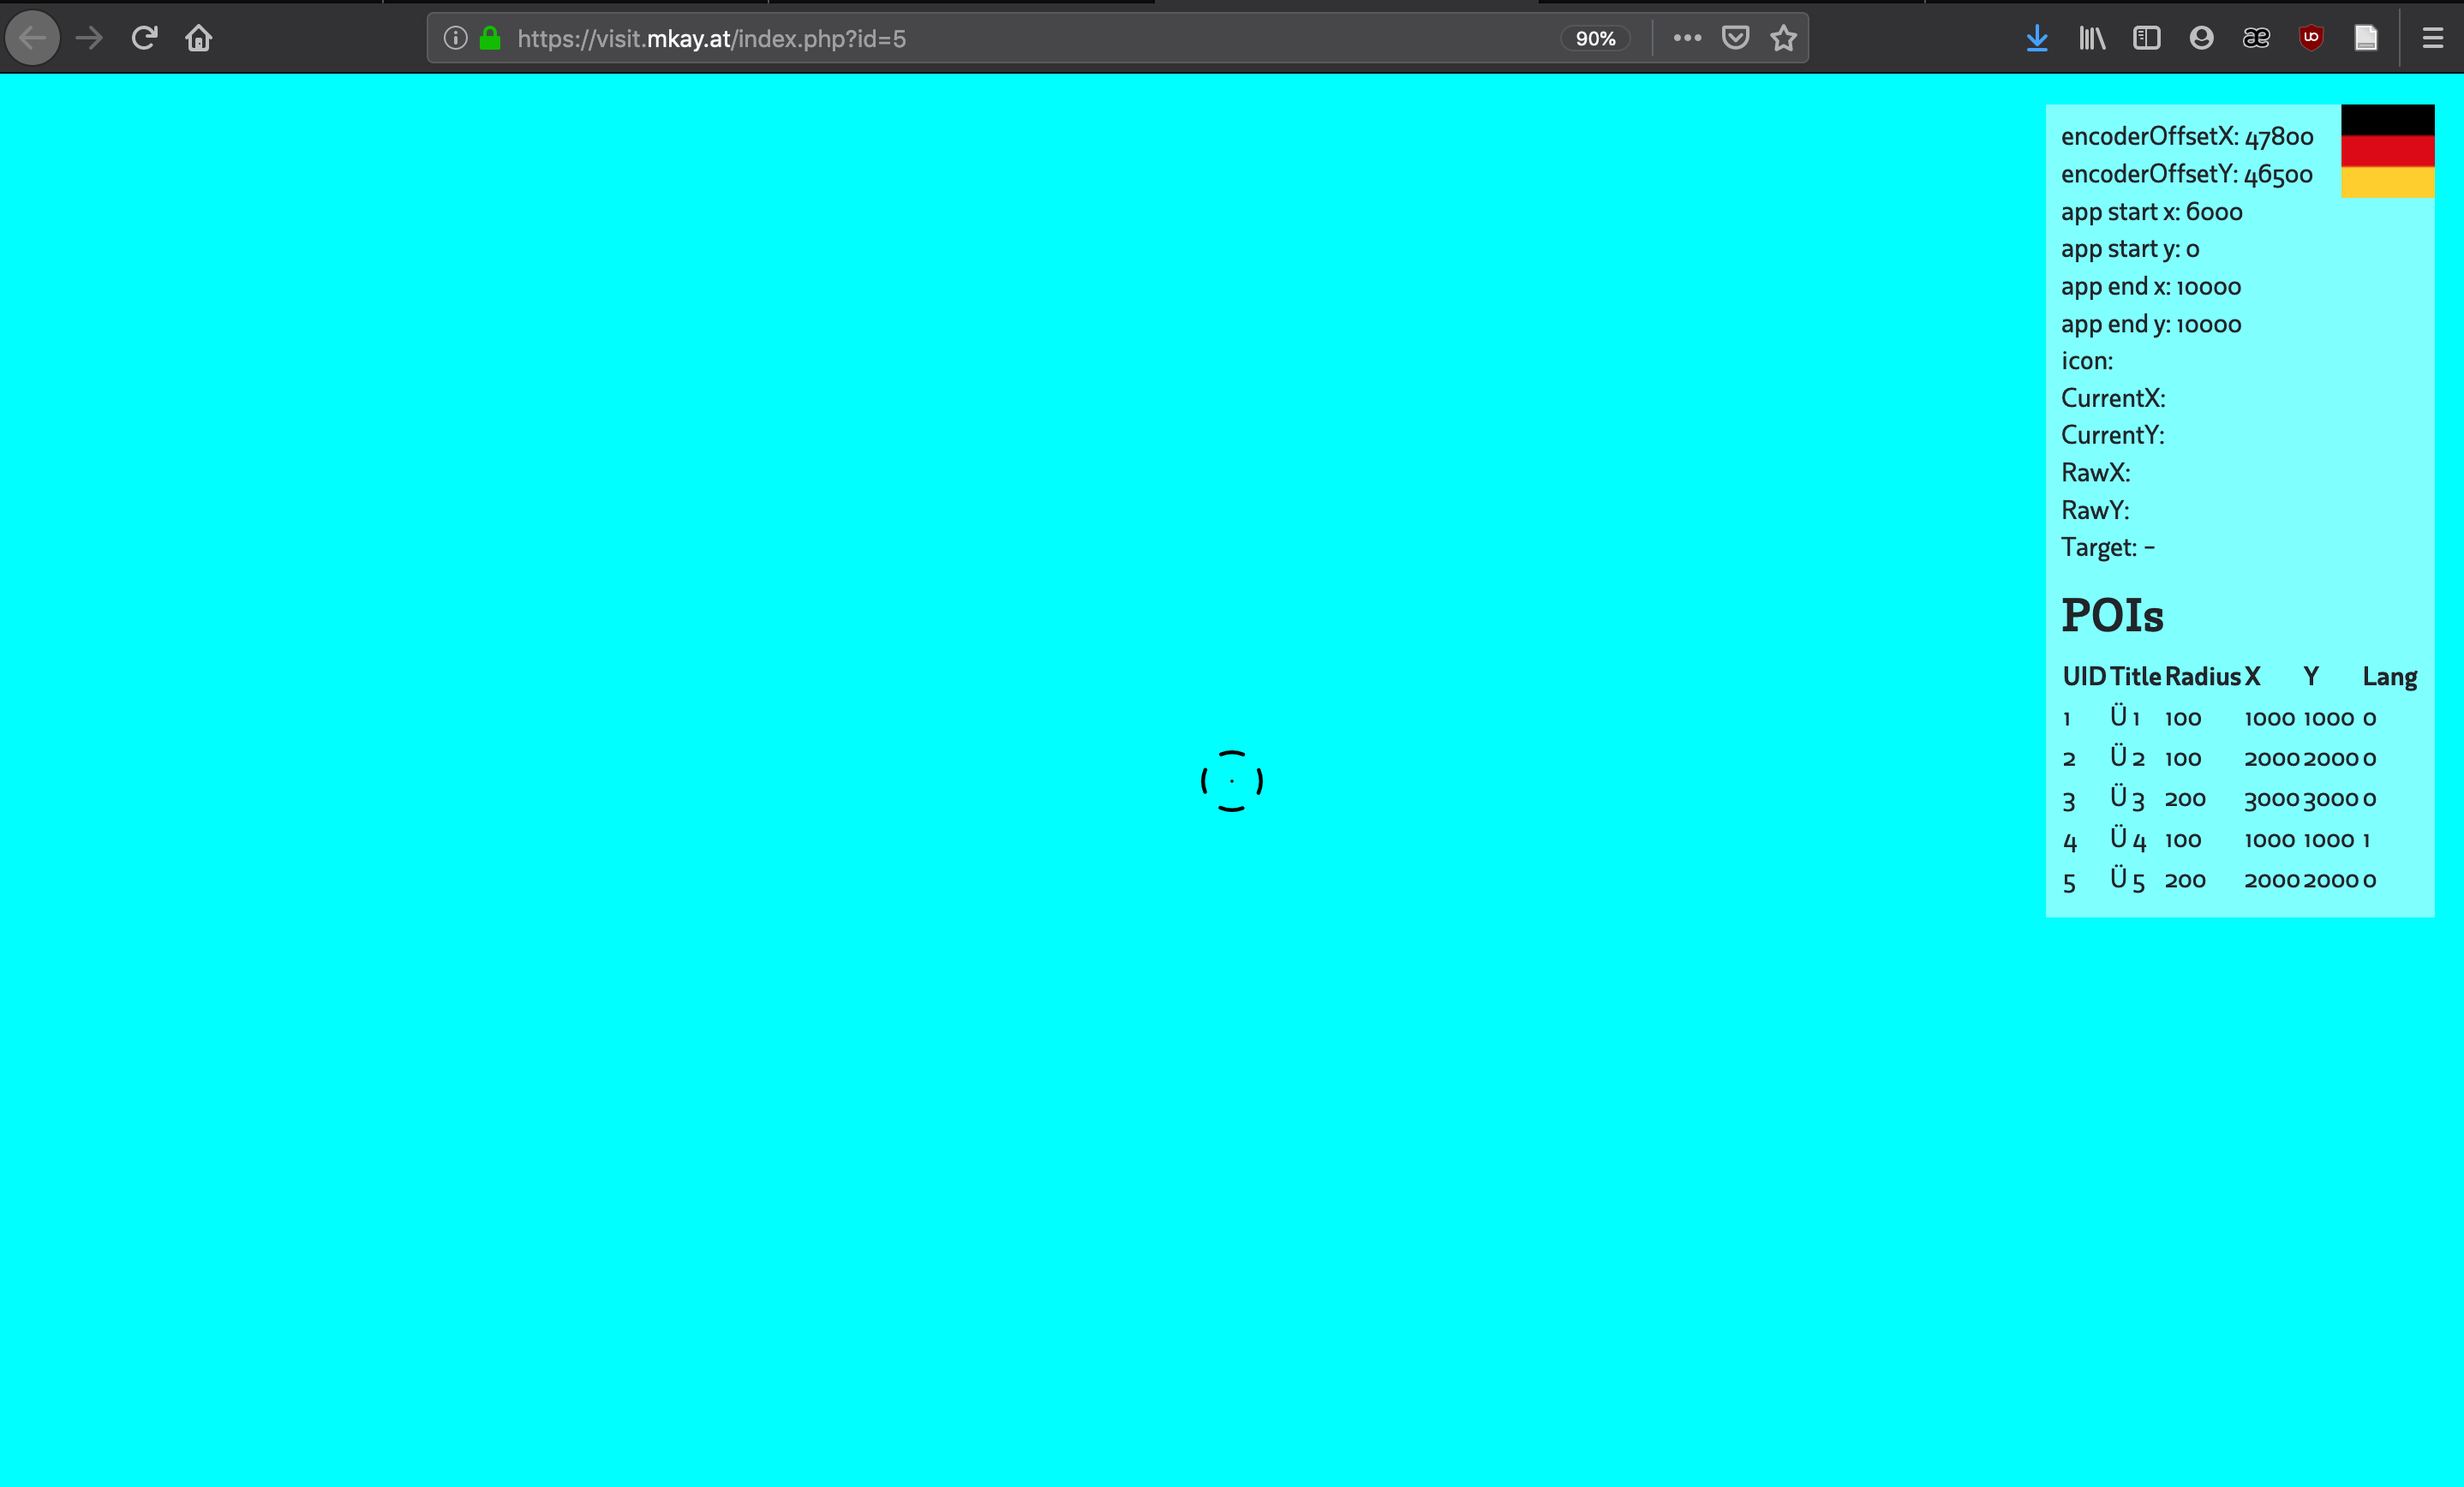 https://visit.mkay.at/index.php?id=5 90%
encoderOffsetX: 47800
encoderOffsetY: 46500
app start x: 6000
app start y: 0
app end x: 10000
app end y: 10000
icon:
CurrentX:
CurrentY:
RawX:
RawY:
Target: -
POIs
UID Title Radius X Y Lang
1 Ü 1 100 1000 1000 0
2 Ü 2 100 2000 2000 0
3 Ü 3 200 3000 3000 0
4 Ü 4 100 1000 1000 1
5 Ü 5 200 2000 2000 0